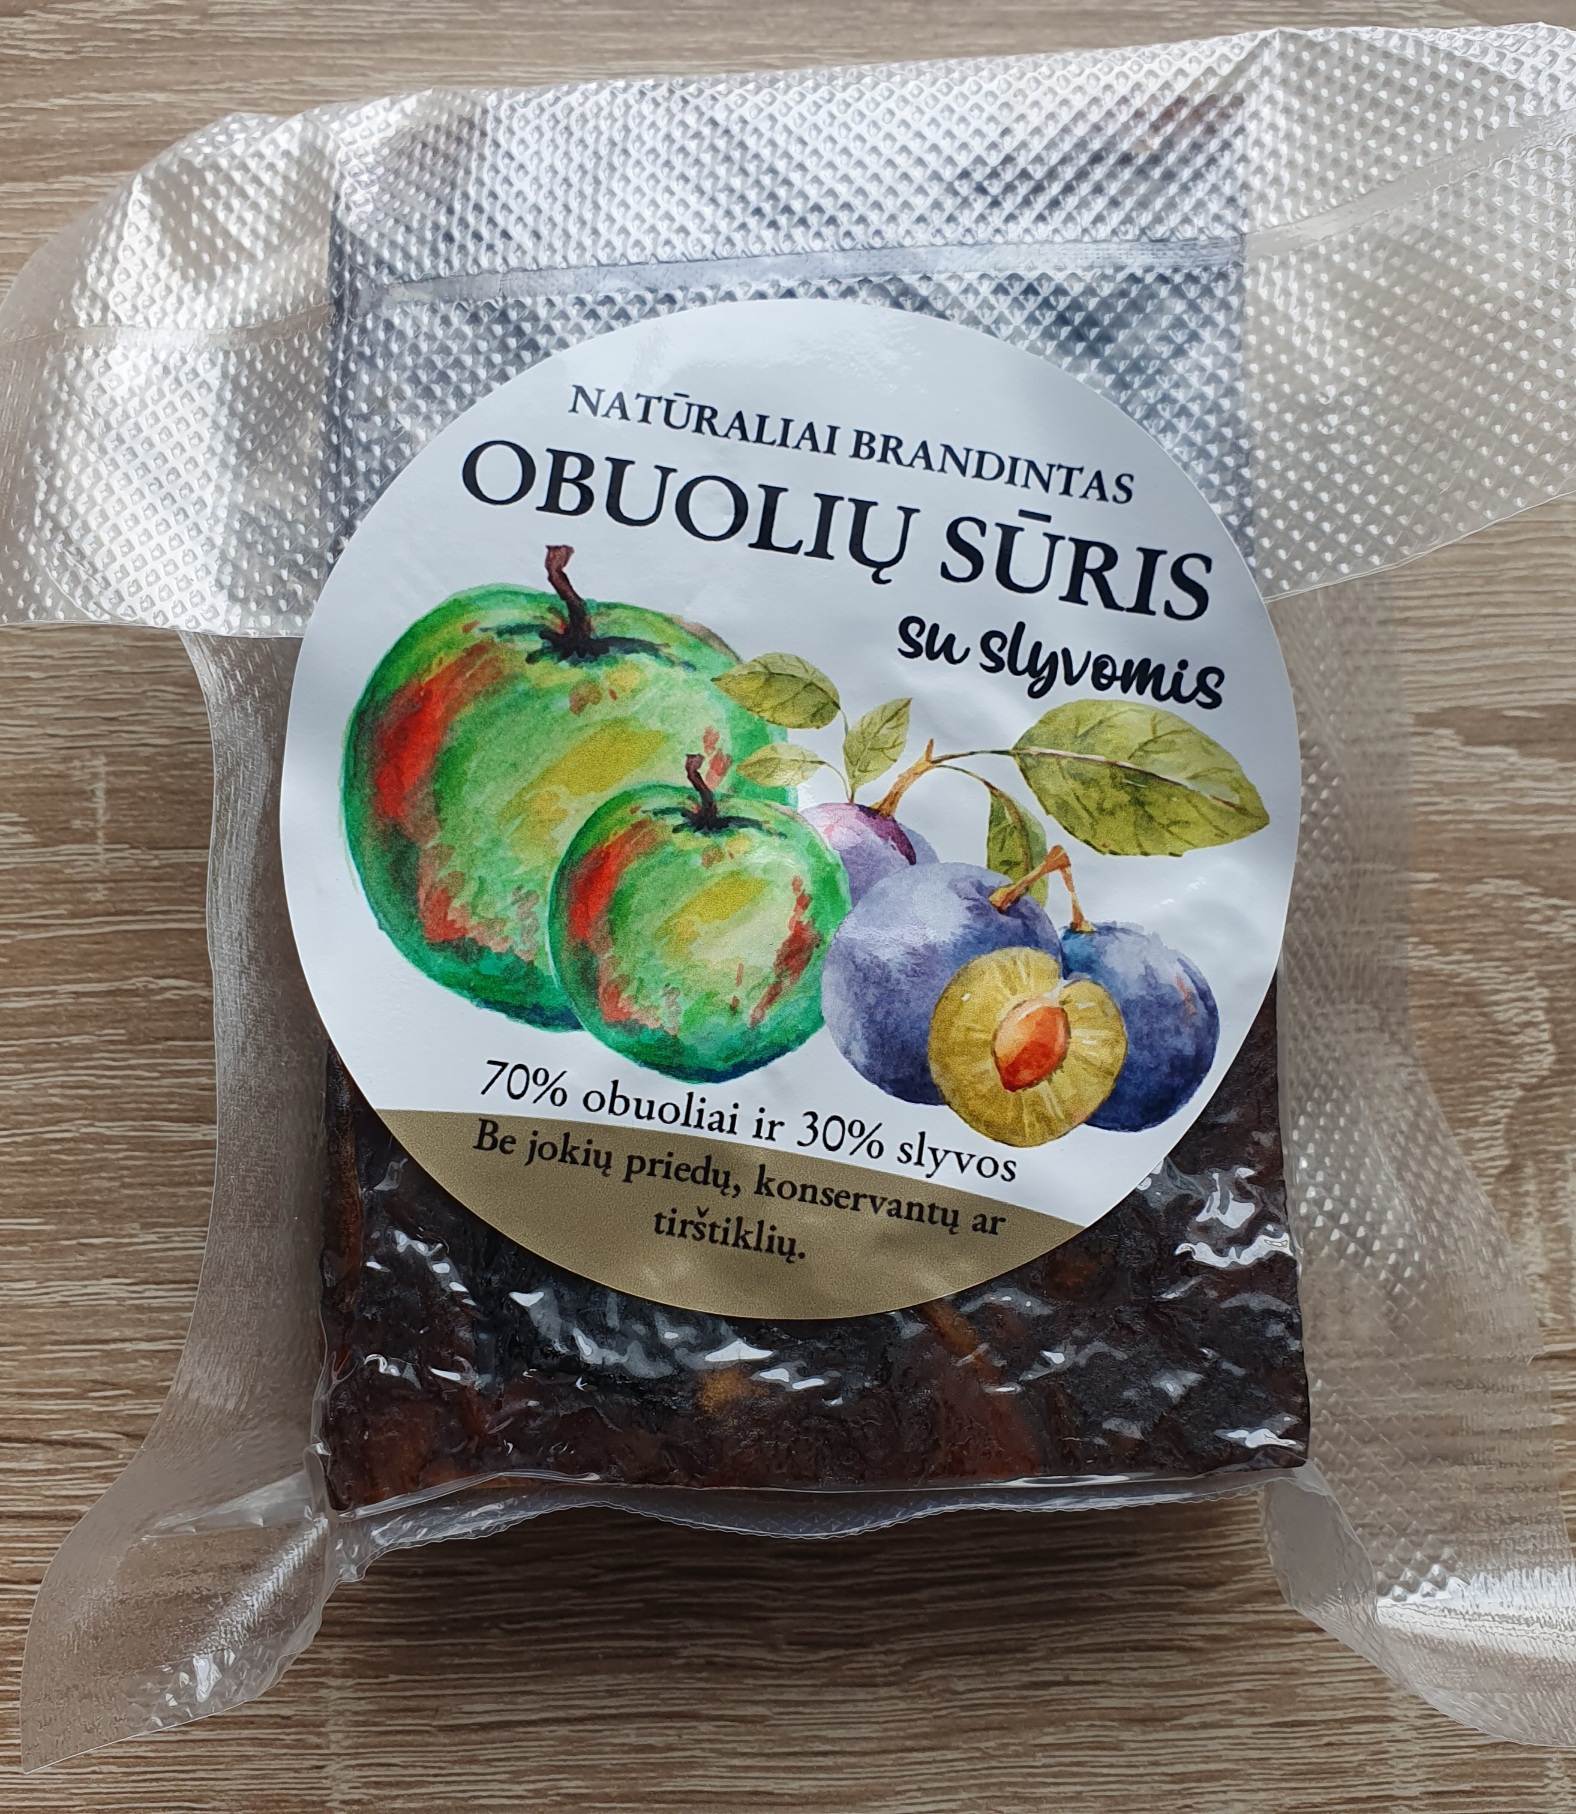 NATŪRALIAI BRANDINTAS
OBUOLIŲ SŪRIS
su slyvomis
70% obuoliai ir 30% slyvos
Be jokių priedų, konservantų ar
tirštiklių.